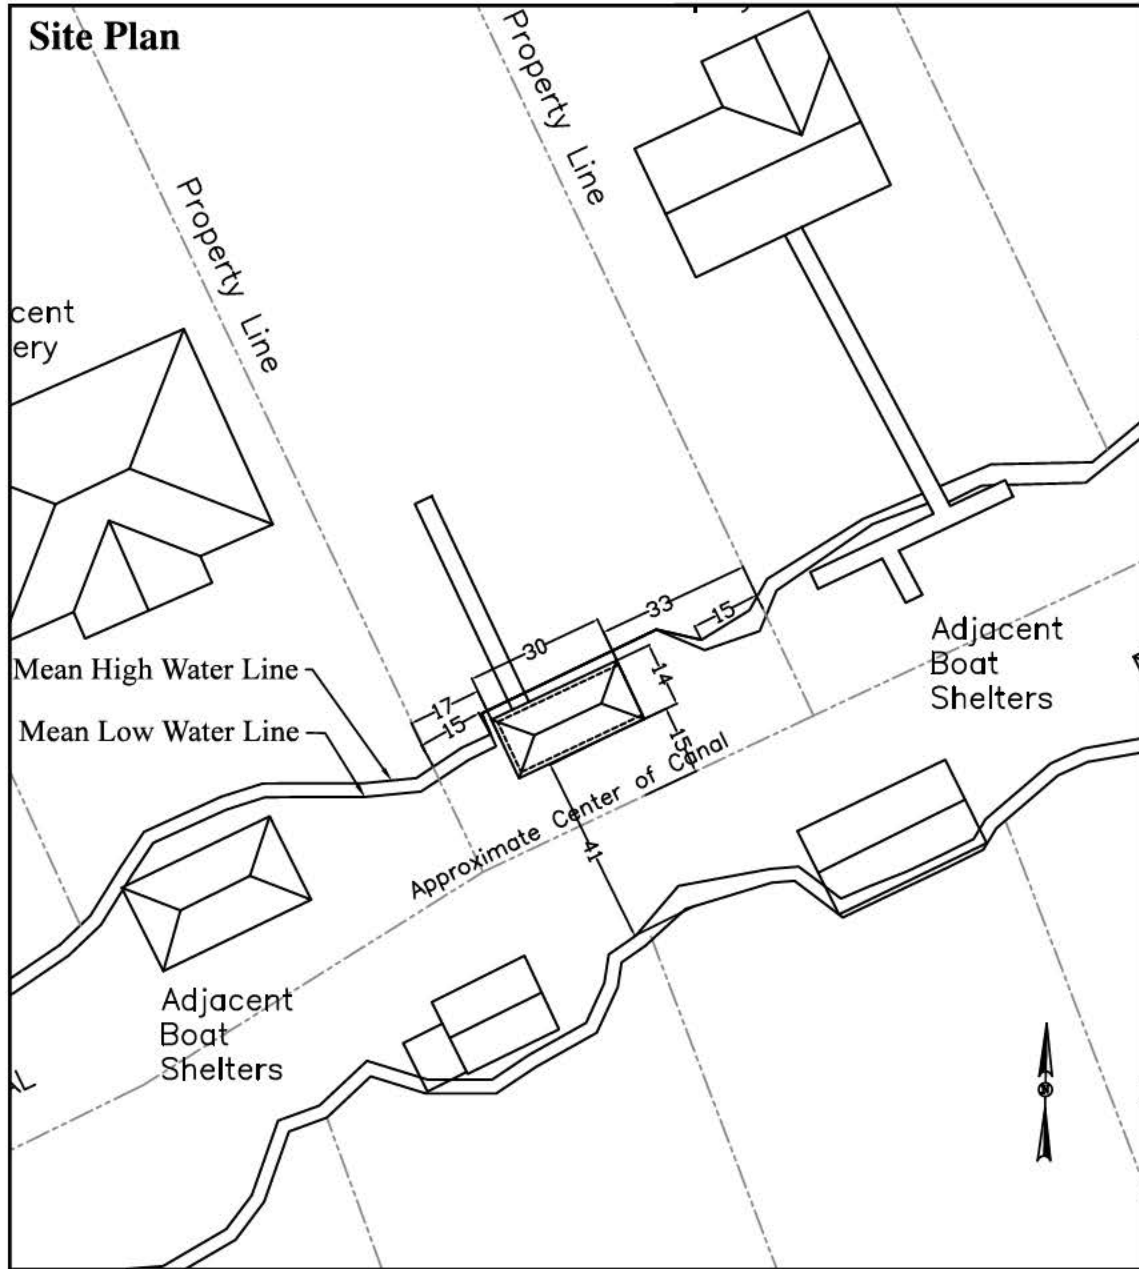 Site Plan
Property Line
Property Line
cent
ery
33
15
30
14
17
15
15
Mean High Water Line
Mean Low Water Line
Adjacent
Boat
Shelters
Approximate Center of Canal
41
Adjacent
Boat
Shelters
AL